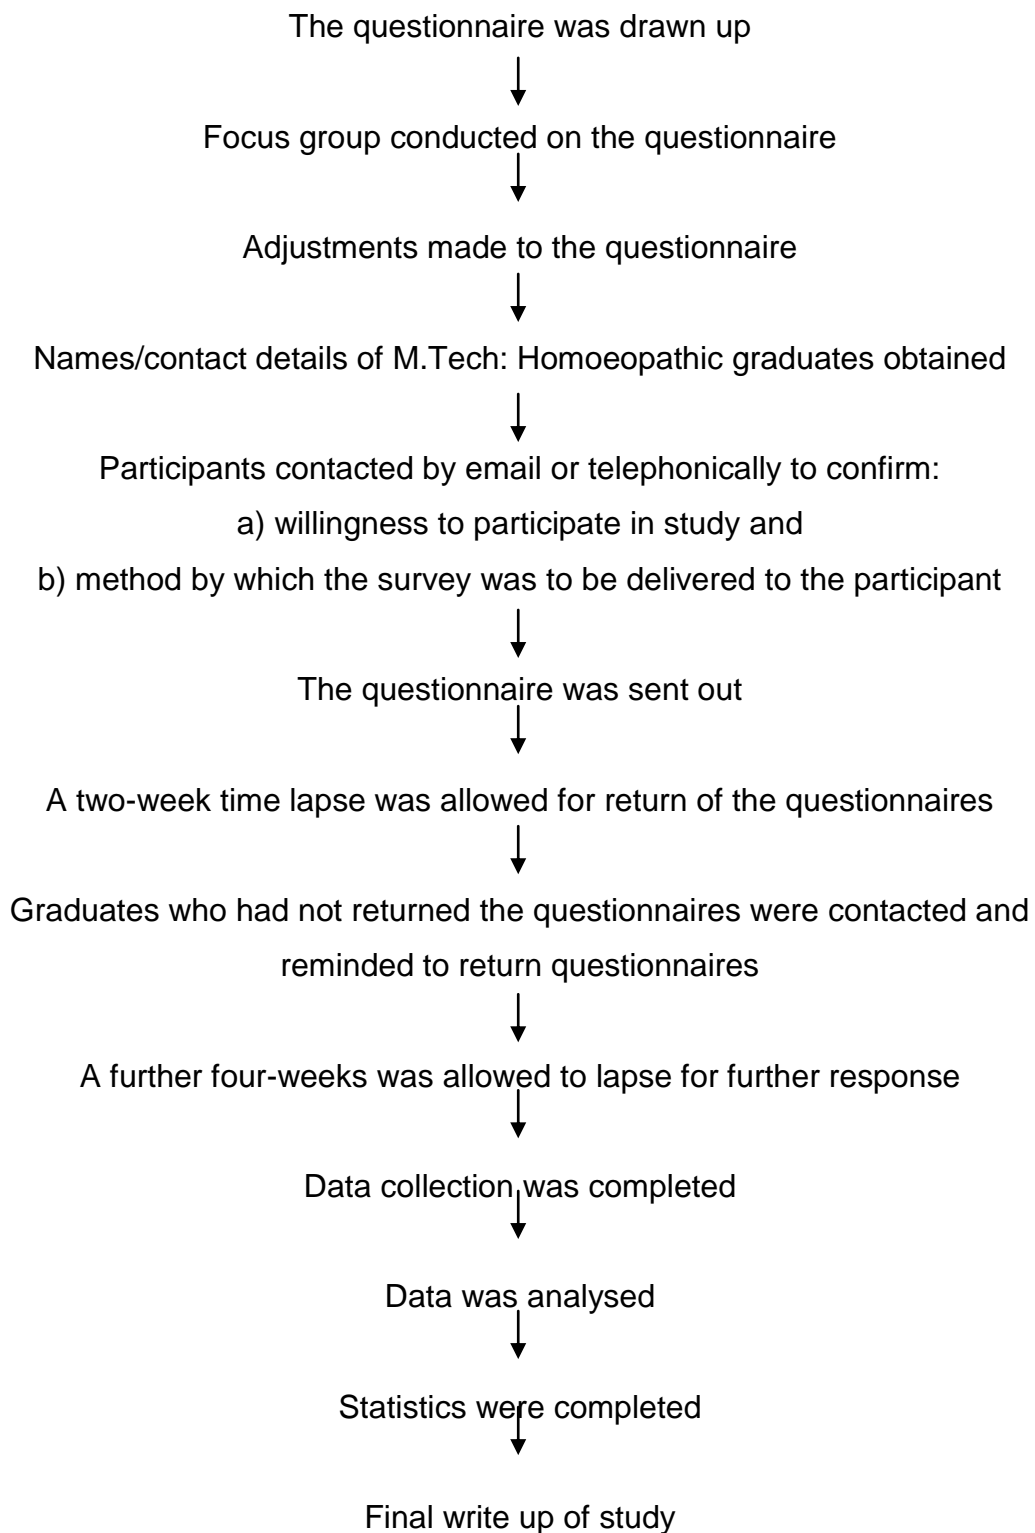 The questionnaire was drawn up
Focus group conducted on the questionnaire
Adjustments made to the questionnaire
Names/contact details of M.Tech: Homoeopathic graduates obtained
Participants contacted by email or telephonically to confirm:
a) willingness to participate in study and
b) method by which the survey was to be delivered to the participant
The questionnaire was sent out
A two-week time lapse was allowed for return of the questionnaires
Graduates who had not returned the questionnaires were contacted and
reminded to return questionnaires
A further four-weeks was allowed to lapse for further response
Data collection was completed
Data was analysed
Statistics were completed
Final write up of study